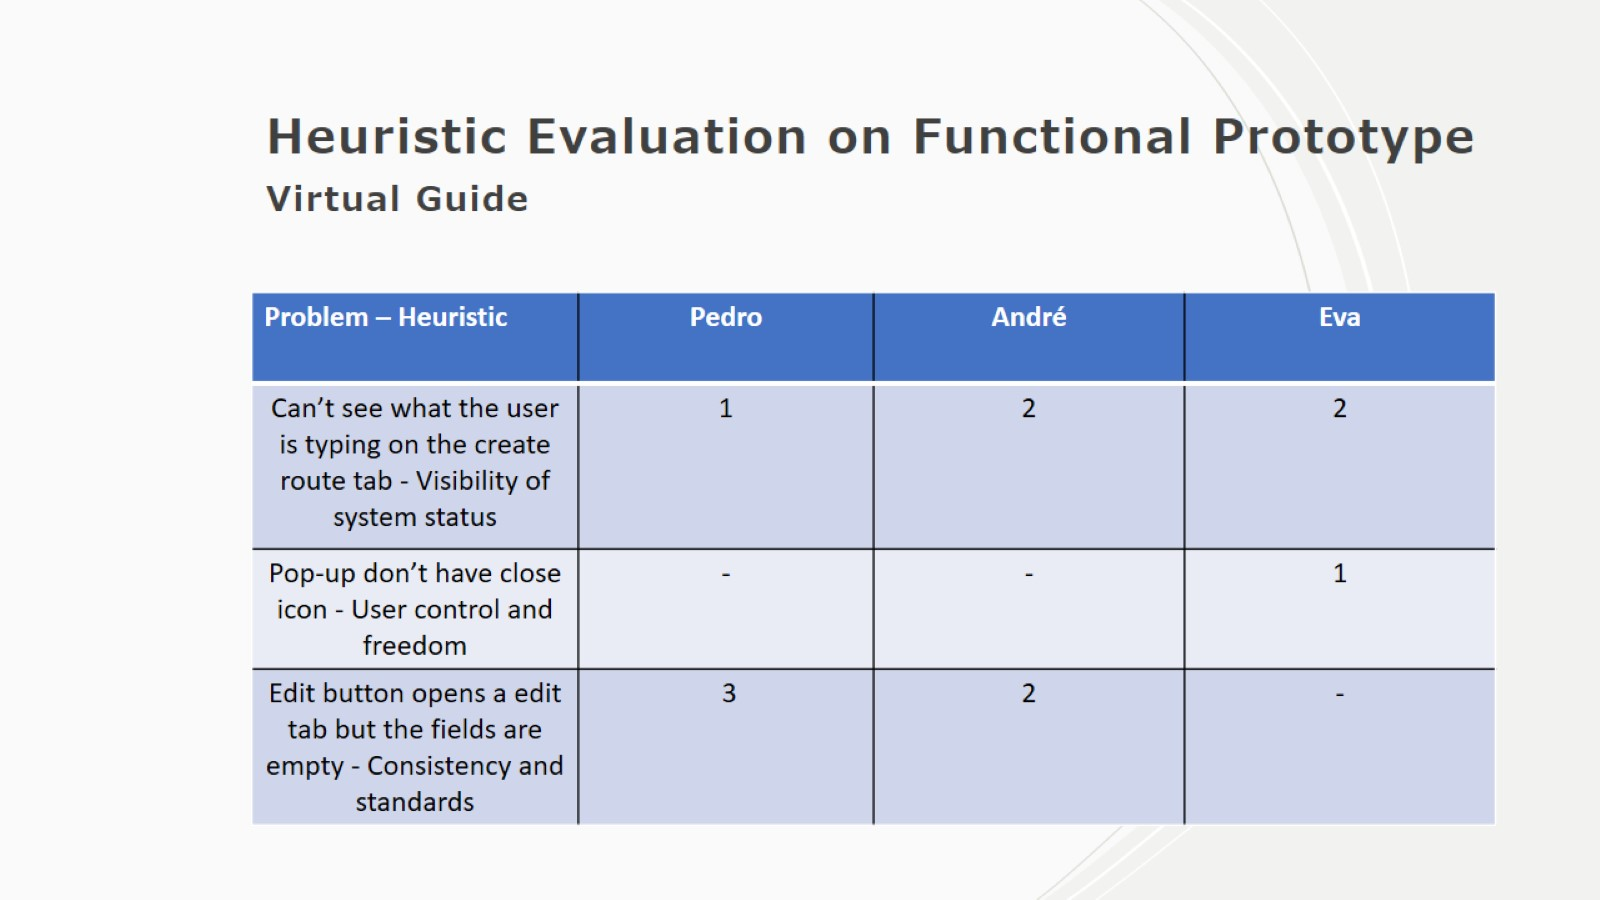 Heuristic Evaluation on Functional Prototype
Virtual Guide
Problem – Heuristic
Pedro
André
Eva
Can’t see what the user
is typing on the create
route tab - Visibility of
system status
1
2
2
Pop-up don’t have close
icon - User control and
freedom
-
-
1
Edit button opens a edit
tab but the fields are
empty - Consistency and
standards
3
2
-